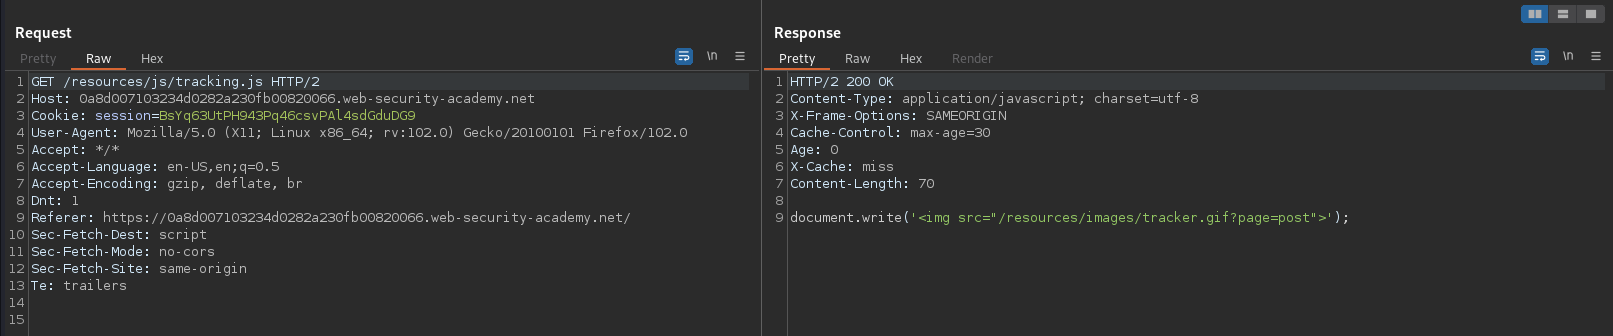 Request
Pretty Raw Hex \n
1 GET /resources/js/tracking.js HTTP/2
2 Host: 0a8d007103234d0282a230fb00820066.web-security-academy.net
3 Cookie: session=BsYq63UtPH943Pq46csvPAl4sdGduDG9
4 User-Agent: Mozilla/5.0 (X11; Linux x86_64; rv:102.0) Gecko/20100101 Firefox/102.0
5 Accept: */*
6 Accept-Language: en-US,en;q=0.5
7 Accept-Encoding: gzip, deflate, br
8 Dnt: 1
9 Referer: https://0a8d007103234d0282a230fb00820066.web-security-academy.net/
10 Sec-Fetch-Dest: script
11 Sec-Fetch-Mode: no-cors
12 Sec-Fetch-Site: same-origin
13 Te: trailers
14
15
Response
Pretty Raw Hex Render \n
1 HTTP/2 200 OK
2 Content-Type: application/javascript; charset=utf-8
3 X-Frame-Options: SAMEORIGIN
4 Cache-Control: max-age=30
5 Age: 0
6 X-Cache: miss
7 Content-Length: 70
8
9 document.write('<img src="/resources/images/tracker.gif?page=post">');